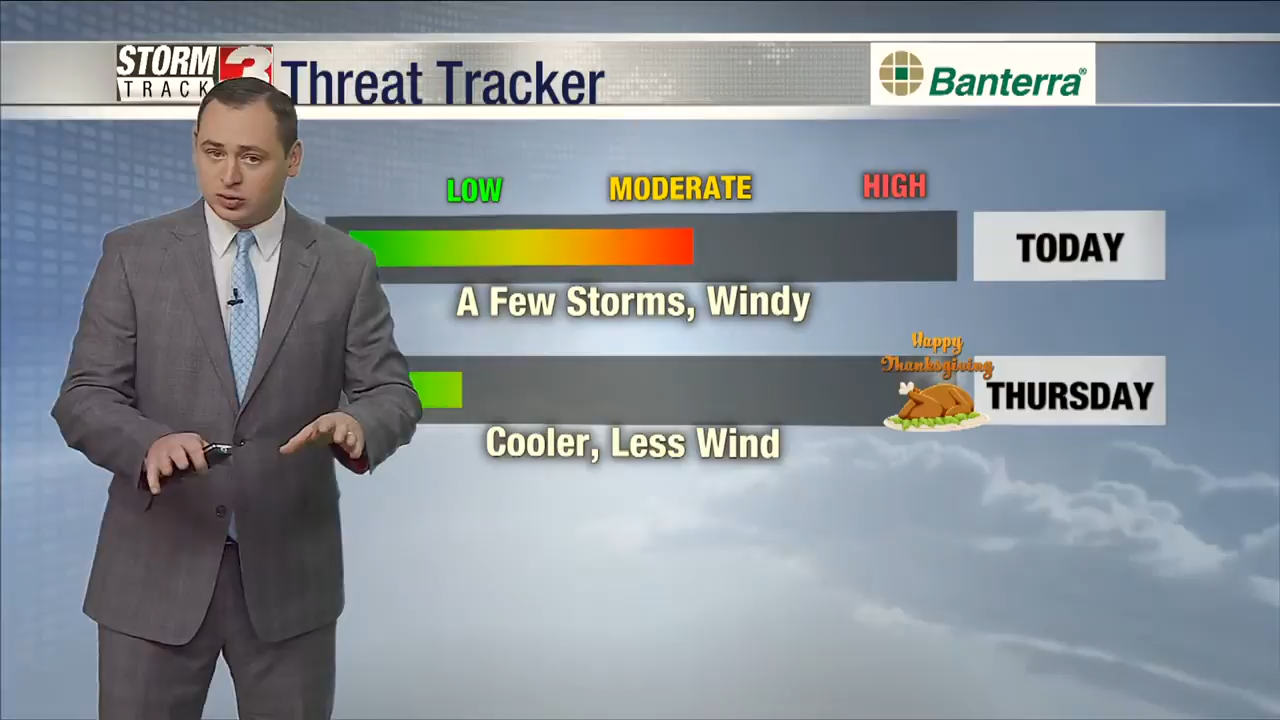 STORM
TRACK 3
Threat Tracker
Banterra®
LOW MODERATE HIGH
TODAY
A Few Storms, Windy
Happy
Thanksgiving
THURSDAY
Cooler, Less Wind